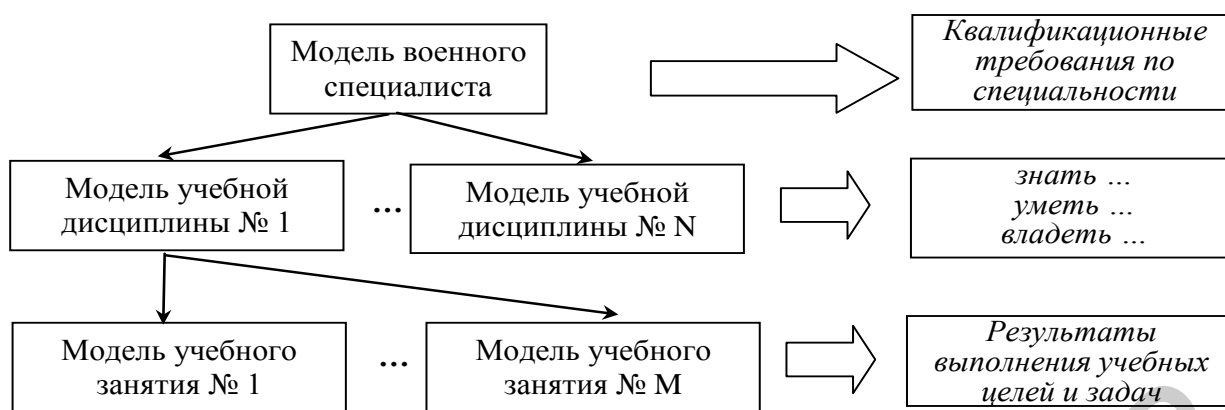 Модель военного
специалиста
Квалификационные
требования по
специальности
Модель учебной
дисциплины № 1
...
Модель учебной
дисциплины № N
знать ...
уметь ...
владеть ...
Модель учебного
занятия № 1
...
Модель учебного
занятия № M
Результаты
выполнения учебных
целей и задач